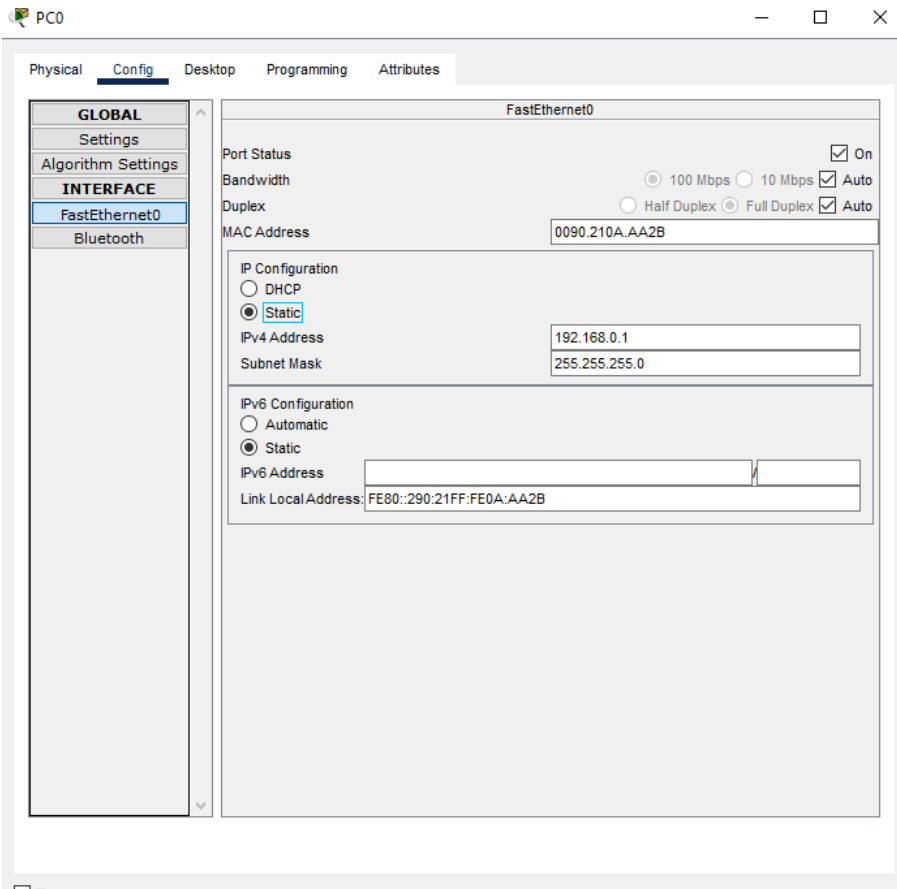 PC0
Physical Config Desktop Programming Attributes
GLOBAL
Settings
Algorithm Settings
INTERFACE
FastEthernet0
Bluetooth
FastEthernet0
Port Status On
Bandwidth 100 Mbps 10 Mbps Auto
Duplex Half Duplex Full Duplex Auto
MAC Address 0090.210A.AA2B
IP Configuration
DHCP
Static
IPv4 Address 192.168.0.1
Subnet Mask 255.255.255.0
IPv6 Configuration
Automatic
Static
IPv6 Address /
Link Local Address: FE80::290:21FF:FE0A:AA2B